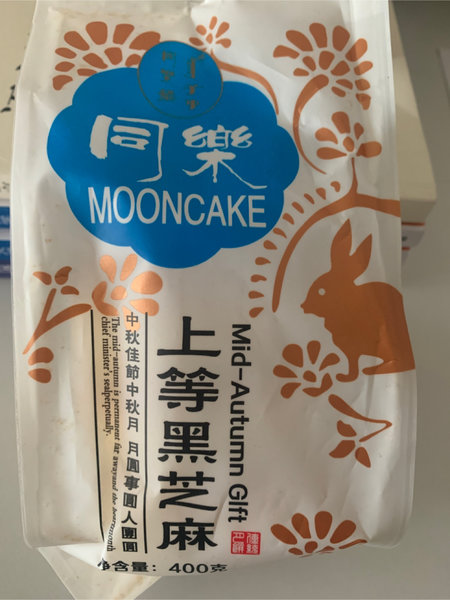 同樂
MOONCAKE
Mid-Autumn Gift
上等黑芝麻
中秋佳節中秋月 月圓事圓人團圓
The mid-autumn is permanent far awayand the
chief minister's sealperpetually.
净含量: 400克